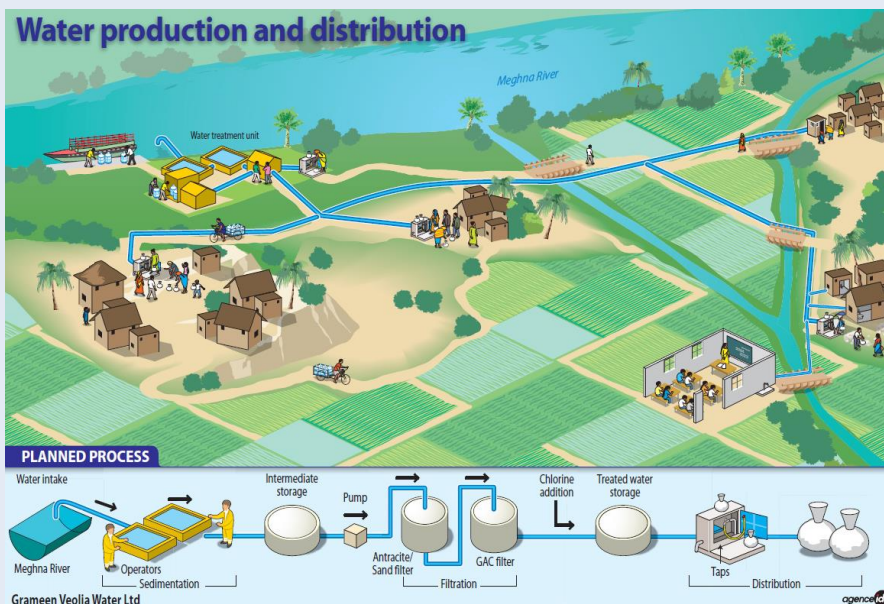 Water production and distribution
Meghna River
Water treatment unit
PLANNED PROCESS
Water intake
Meghna River
Operators
Sedimentation
Intermediate
storage
Pump
Antracite/
Sand filter
GAC filter
Filtration
Chlorine
addition
Treated water
storage
Taps
Distribution
Grameen Veolia Water Ltd